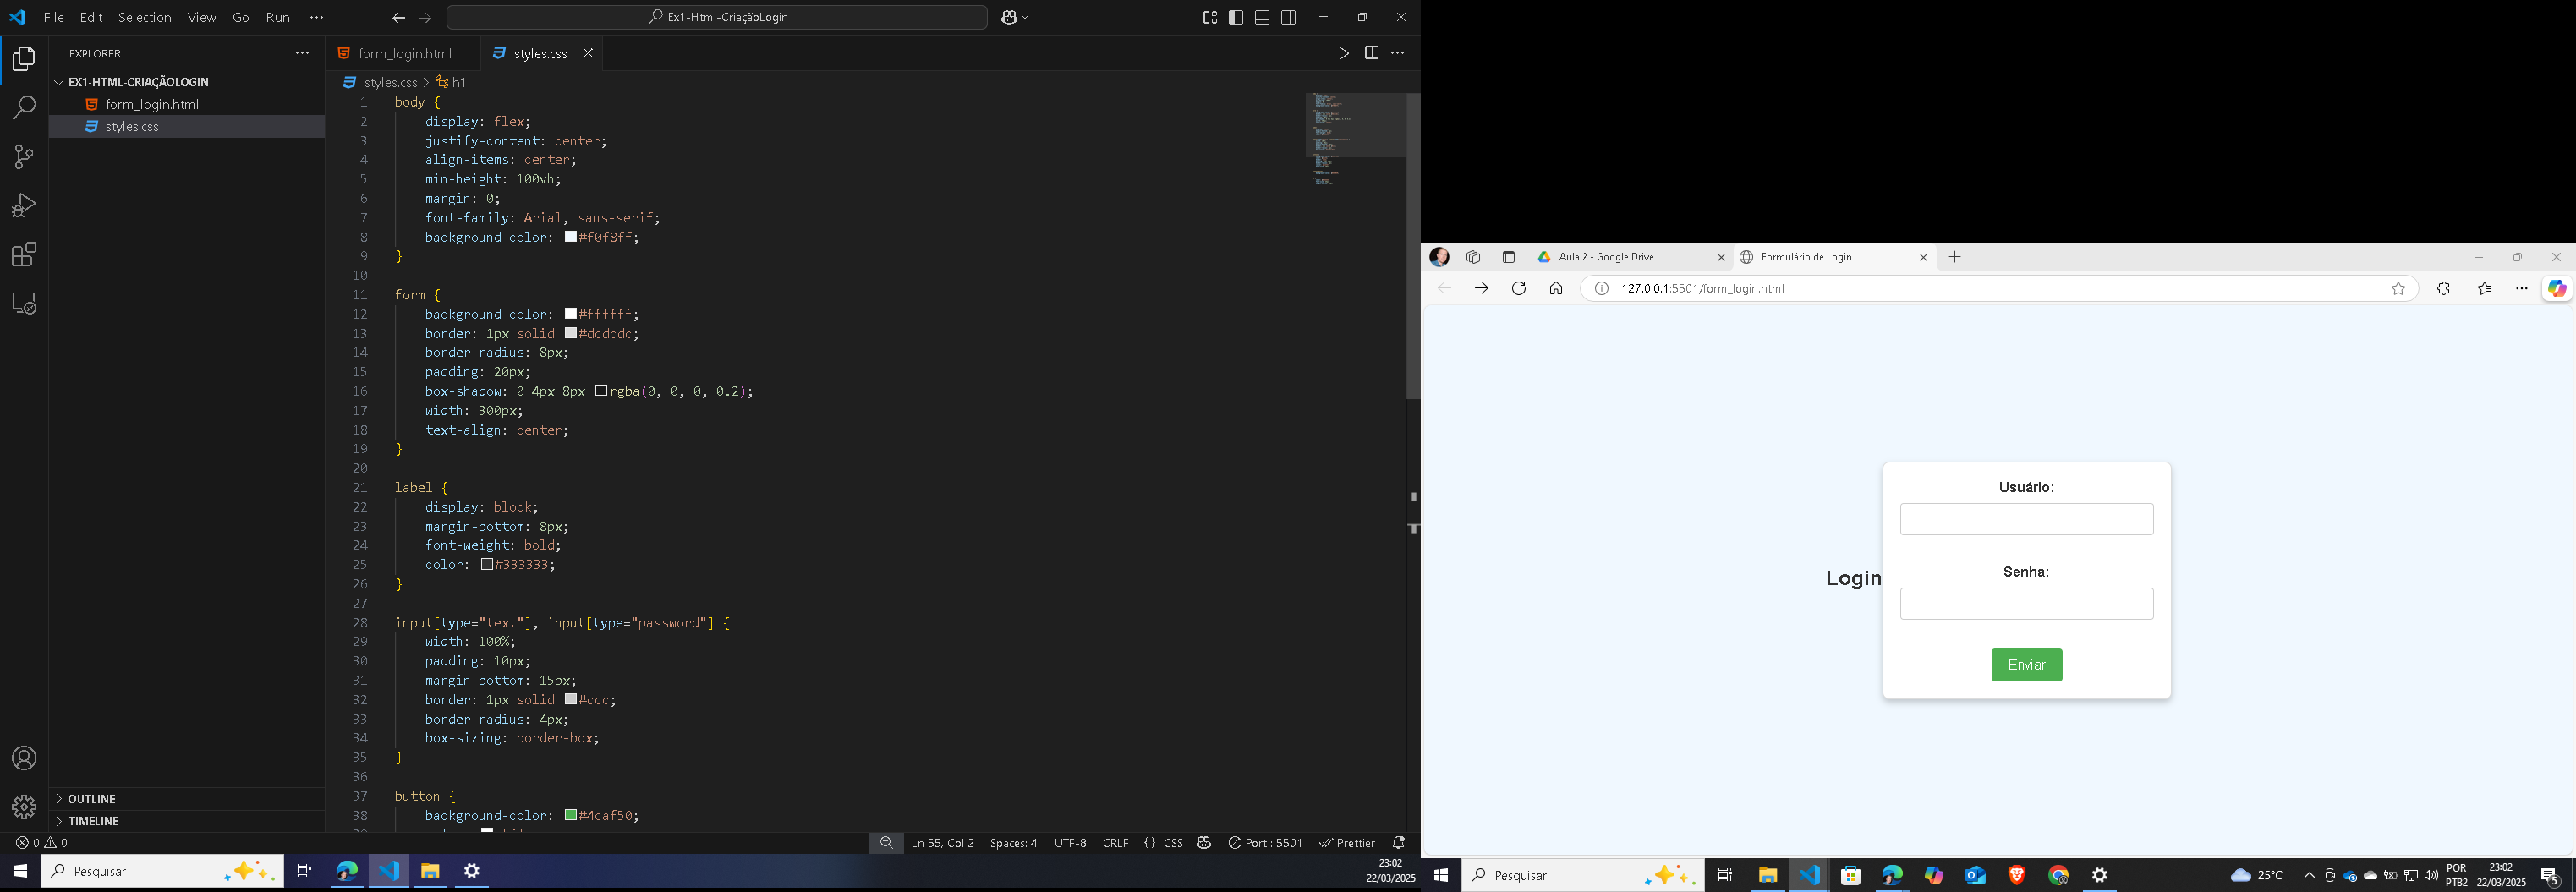 File Edit Selection View Go Run ··· Ex1-Html-CriaçãoLogin
EXPLORER
EX1-HTML-CRIAÇÃOLOGIN
form_login.html
styles.css
OUTLINE
TIMELINE
form_login.html styles.css
styles.css > h1
1 body {
2 display: flex;
3 justify-content: center;
4 align-items: center;
5 min-height: 100vh;
6 margin: 0;
7 font-family: Arial, sans-serif;
8 background-color: #f0f8ff;
9 }
10
11 form {
12 background-color: #ffffff;
13 border: 1px solid #dcdcdc;
14 border-radius: 8px;
15 padding: 20px;
16 box-shadow: 0 4px 8px rgba(0, 0, 0, 0.2);
17 width: 300px;
18 text-align: center;
19 }
20
21 label {
22 display: block;
23 margin-bottom: 8px;
24 font-weight: bold;
25 color: #333333;
26 }
27
28 input[type="text"], input[type="password"] {
29 width: 100%;
30 padding: 10px;
31 margin-bottom: 15px;
32 border: 1px solid #ccc;
33 border-radius: 4px;
34 box-sizing: border-box;
35 }
36
37 button {
38 background-color: #4caf50;
0 0 Ln 55, Col 2 Spaces: 4 UTF-8 CRLF {} CSS Port : 5501 Prettier
Pesquisar
23:02
22/03/2025
Aula 2 - Google Drive Formulário de Login
127.0.0.1:5501/form_login.html
Usuário:
Login
Senha:
Enviar
Pesquisar
25°C
POR
PTB2
23:02
22/03/2025
5